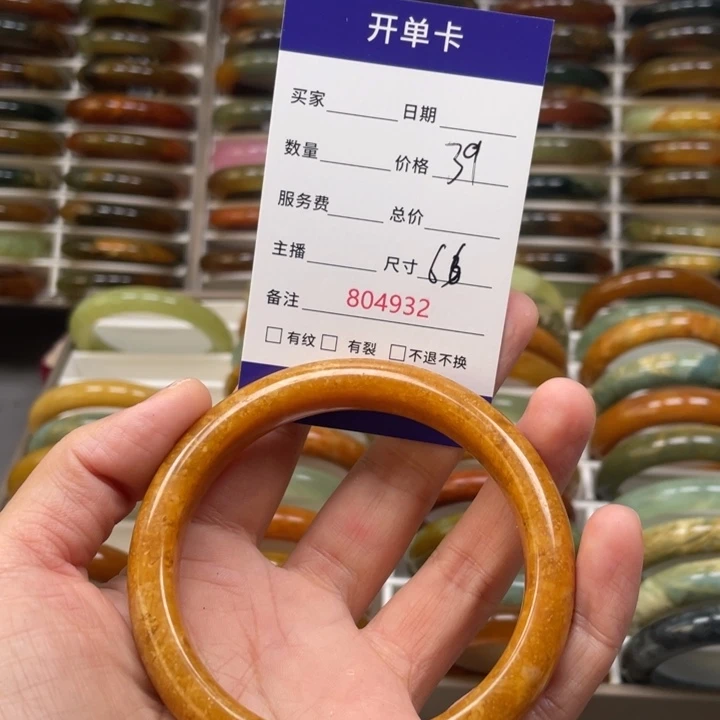 开单卡
买家 日期
数量 价格 39
服务费 总价
主播 尺寸 66
备注 804932
有纹 有裂 不退不换